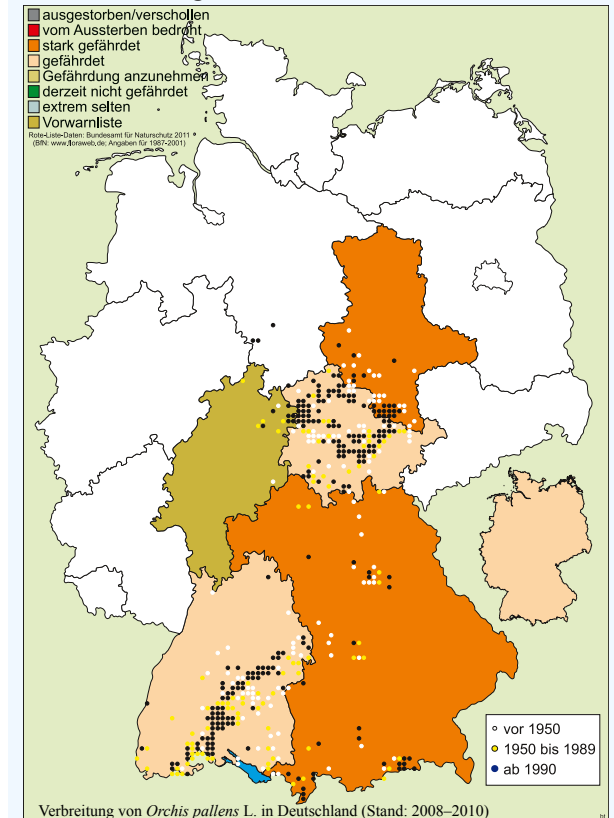 ausgestorben/verschollen
vom Aussterben bedroht
stark gefährdet
gefährdet
Gefährdung anzunehmen
derzeit nicht gefährdet
extrem selten
Vorwarnliste
Rote-Liste-Daten: Bundesamt für Naturschutz 2011
(BfN: www.floraweb.de; Angaben für 1987-2001)
vor 1950
1950 bis 1989
ab 1990
Verbreitung von Orchis pallens L. in Deutschland (Stand: 2008–2010)